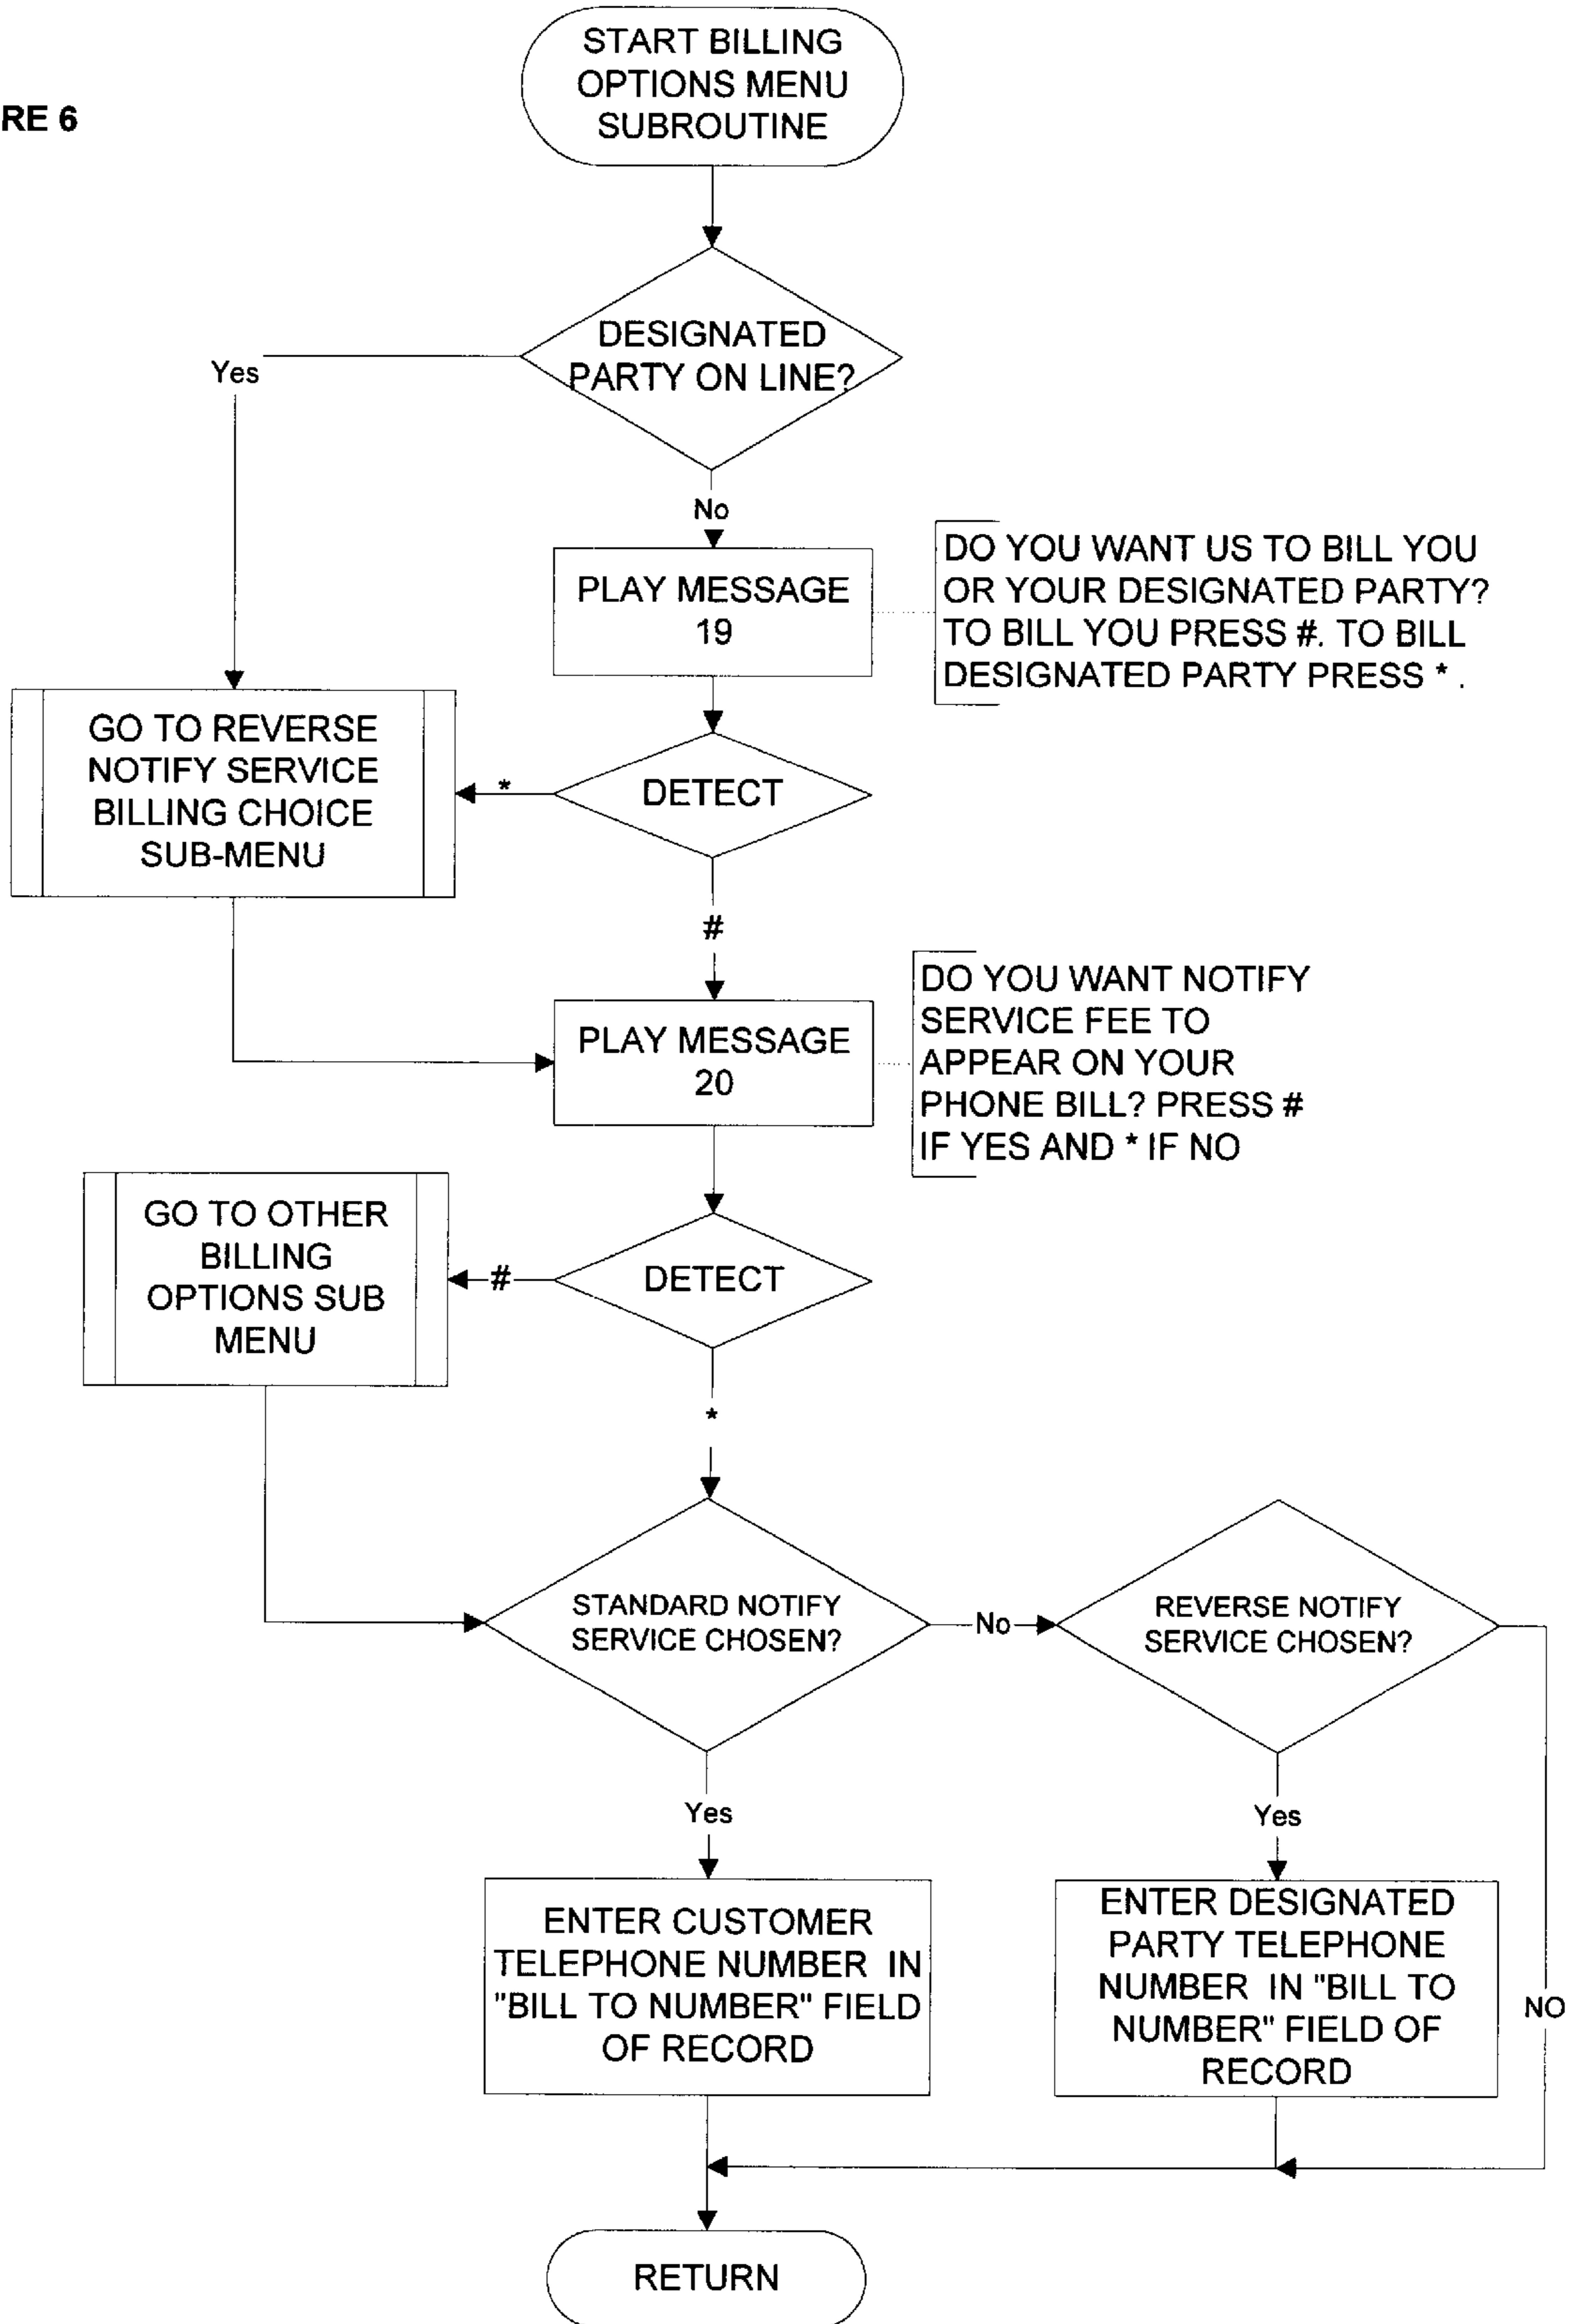 RE 6
START BILLING
OPTIONS MENU
SUBROUTINE
DESIGNATED
PARTY ON LINE?
Yes
No
PLAY MESSAGE
19
DO YOU WANT US TO BILL YOU
OR YOUR DESIGNATED PARTY?
TO BILL YOU PRESS #. TO BILL
DESIGNATED PARTY PRESS * .
GO TO REVERSE
NOTIFY SERVICE
BILLING CHOICE
SUB-MENU
*
DETECT
#
PLAY MESSAGE
20
DO YOU WANT NOTIFY
SERVICE FEE TO
APPEAR ON YOUR
PHONE BILL? PRESS #
IF YES AND * IF NO
GO TO OTHER
BILLING
OPTIONS SUB
MENU
#
DETECT
*
STANDARD NOTIFY
SERVICE CHOSEN?
No
REVERSE NOTIFY
SERVICE CHOSEN?
Yes
Yes
ENTER CUSTOMER
TELEPHONE NUMBER IN
"BILL TO NUMBER" FIELD
OF RECORD
ENTER DESIGNATED
PARTY TELEPHONE
NUMBER IN "BILL TO
NUMBER" FIELD OF
RECORD
NO
RETURN